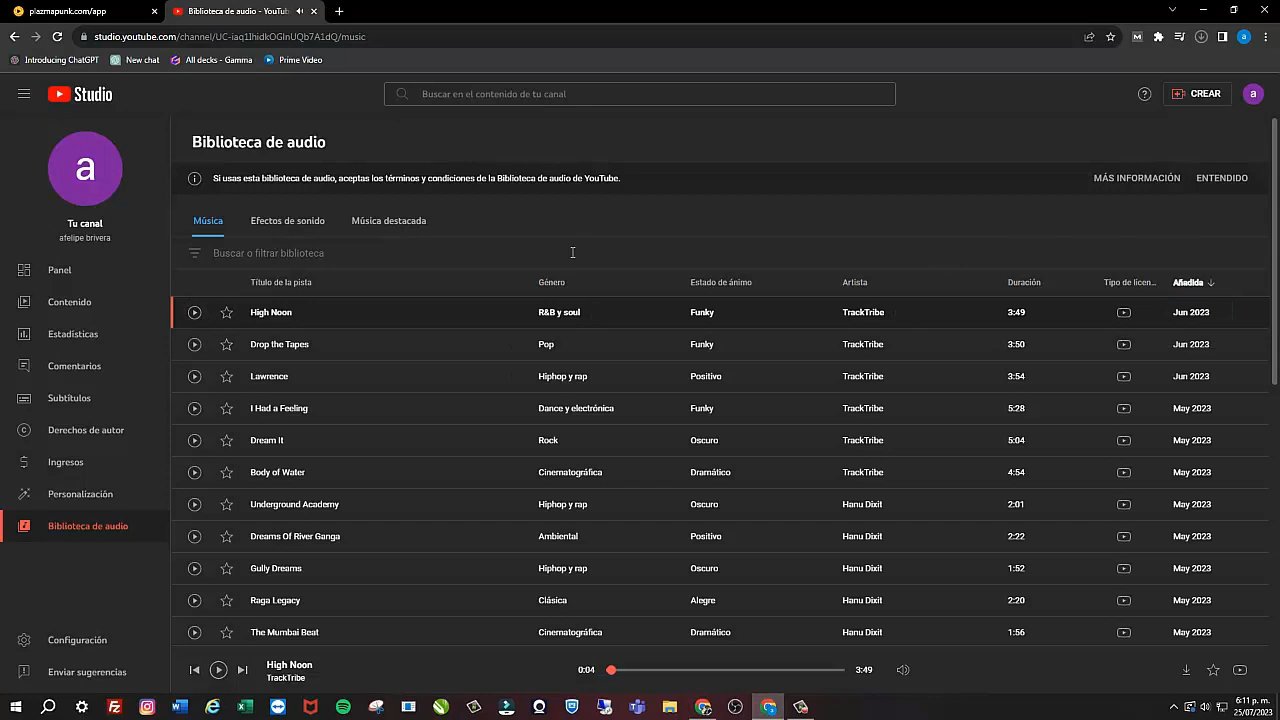 plazmapunk.com/app
Biblioteca de audio - YouTub
studio.youtube.com/channel/UC-iaq1IhidkOGInUQb7A1dQ/music
Introducing ChatGPT New chat All decks - Gamma Prime Video
Studio
Buscar en el contenido de tu canal
CREAR
a
a
Tu canal
afelipe brivera
Panel
Contenido
Estadísticas
Comentarios
Subtítulos
Derechos de autor
Ingresos
Personalización
Biblioteca de audio
Configuración
Enviar sugerencias
Biblioteca de audio
Si usas esta biblioteca de audio, aceptas los términos y condiciones de la Biblioteca de audio de YouTube. MÁS INFORMACIÓN ENTENDIDO
Música Efectos de sonido Música destacada
Buscar o filtrar biblioteca
Título de la pista Género Estado de ánimo Artista Duración Tipo de licen... Añadida
High Noon R&B y soul Funky TrackTribe 3:49 Jun 2023
Drop the Tapes Pop Funky TrackTribe 3:50 Jun 2023
Lawrence Hiphop y rap Positivo TrackTribe 3:54 Jun 2023
I Had a Feeling Dance y electrónica Funky TrackTribe 5:28 May 2023
Dream It Rock Oscuro TrackTribe 5:04 May 2023
Body of Water Cinematográfica Dramático TrackTribe 4:54 May 2023
Underground Academy Hiphop y rap Oscuro Hanu Dixit 2:01 May 2023
Dreams Of River Ganga Ambiental Positivo Hanu Dixit 2:22 May 2023
Gully Dreams Hiphop y rap Oscuro Hanu Dixit 1:52 May 2023
Raga Legacy Clásica Alegre Hanu Dixit 2:20 May 2023
The Mumbai Beat Cinematográfica Dramático Hanu Dixit 1:56 May 2023
High Noon
TrackTribe
0:04 3:49
6:11 p. m.
25/07/2023